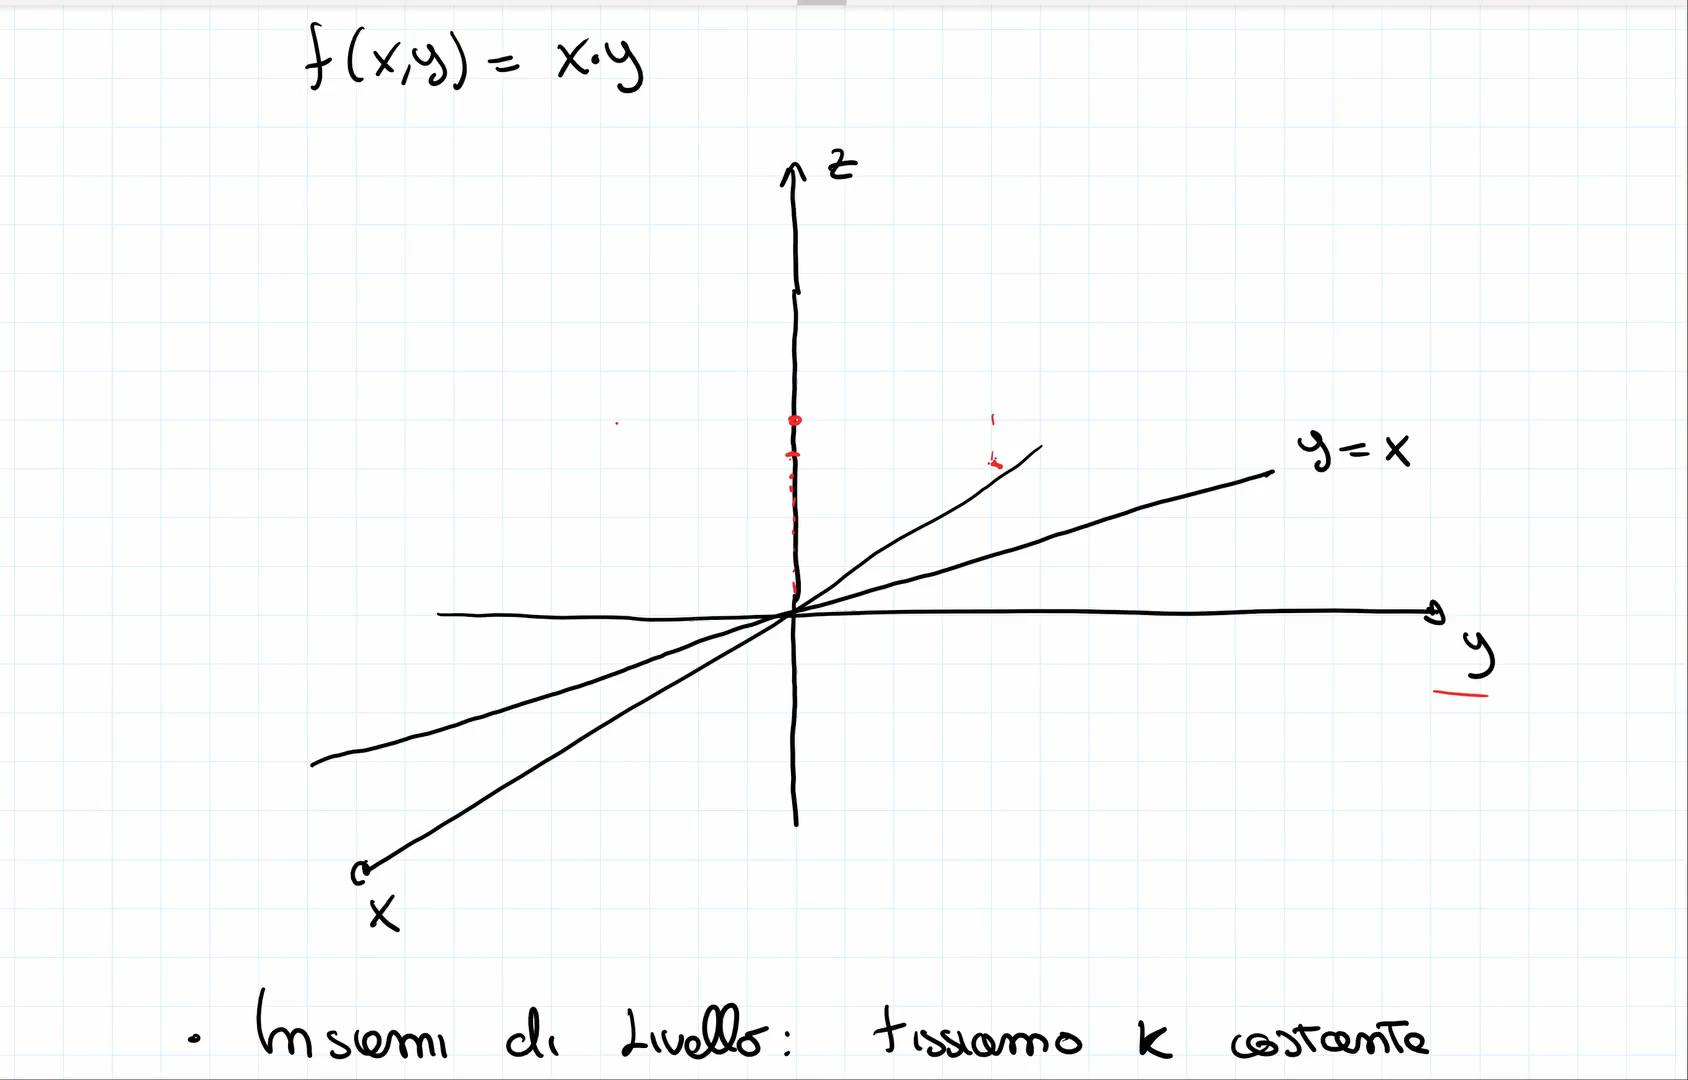 f(x,y) = x·y
z
y = x
y
x
• Insiemi di Livello: fissiamo k costante